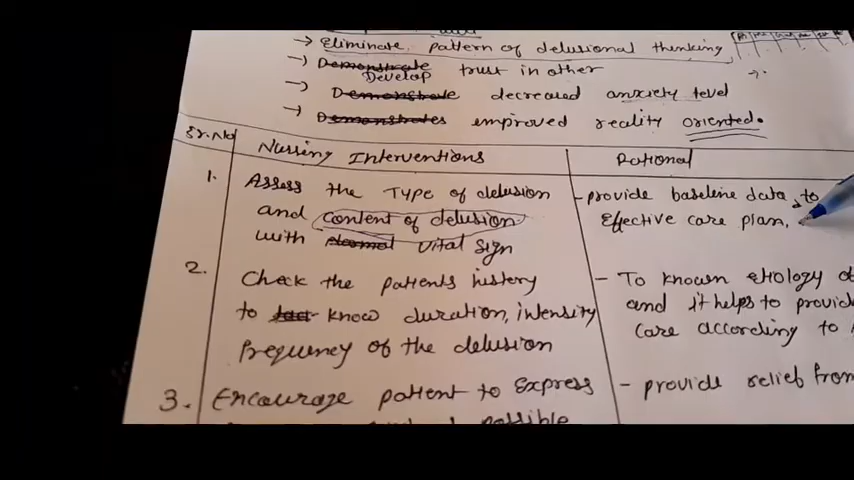 → Eliminate pattern of delusional thinking
→ Demonstrate trust in other
Develop
→ Demonstrate decreased anxiety level
→ Demonstrates improved reality oriented.
Sr.No Nursing Interventions Rational
1. Assess the Type of delusion - provide baseline data, to
and content of delusion effective care plan.
with vital sign
2. Check the patients history - To known etiology of
to know duration, intensity and it helps to provide
frequency of the delusion care according to
3. Encourage patient to Express - provide relief from
possible